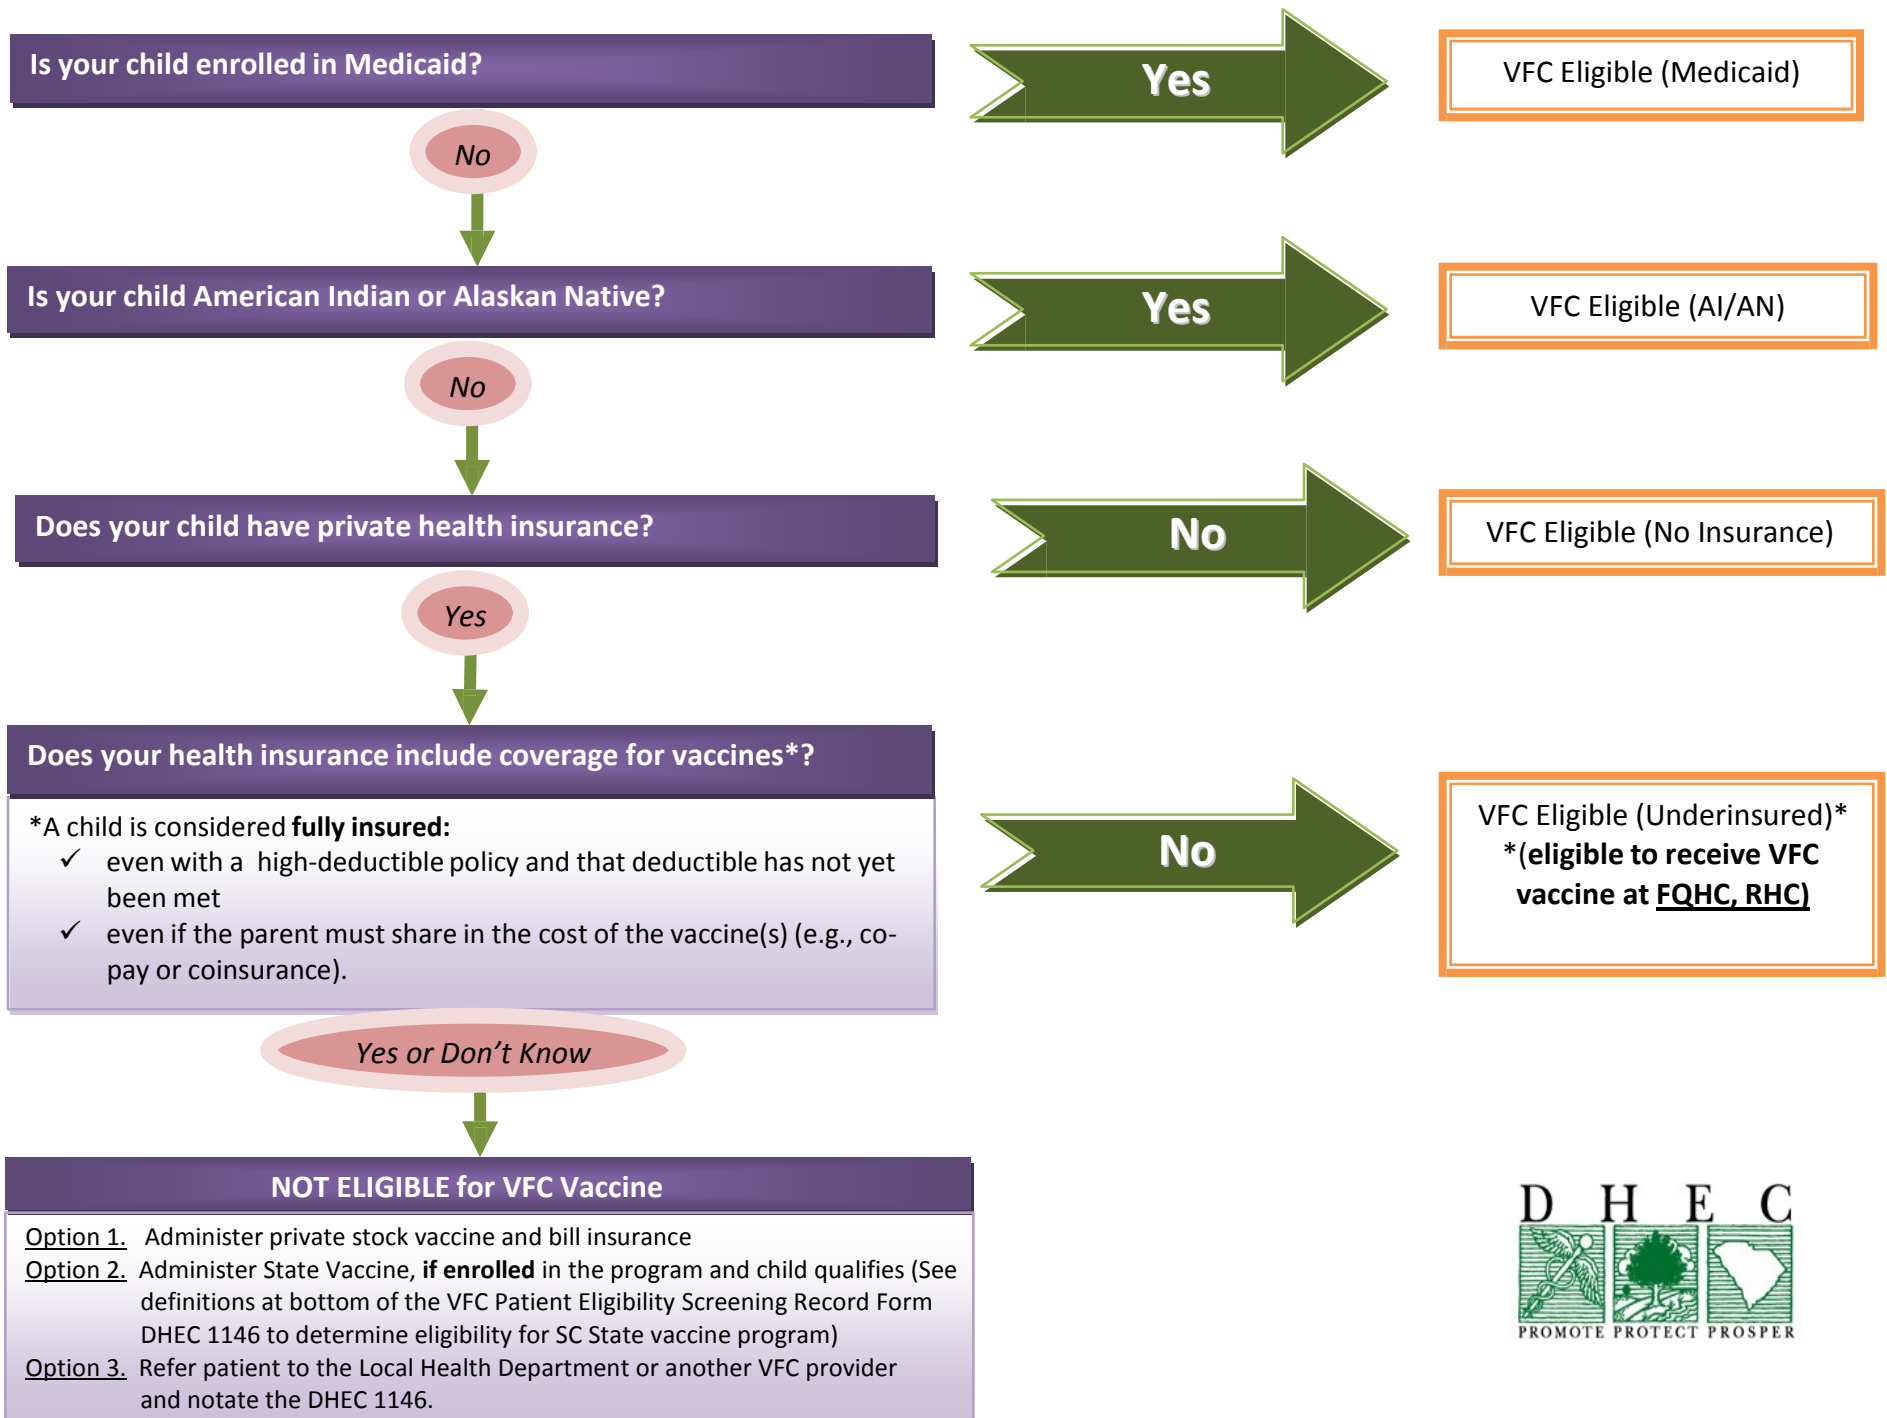 Is your child enrolled in Medicaid?
Yes
VFC Eligible (Medicaid)
No
Is your child American Indian or Alaskan Native?
Yes
VFC Eligible (AI/AN)
No
Does your child have private health insurance?
No
VFC Eligible (No Insurance)
Yes
Does your health insurance include coverage for vaccines*?
*A child is considered fully insured:
✓ even with a high-deductible policy and that deductible has not yet
been met
✓ even if the parent must share in the cost of the vaccine(s) (e.g., co-
pay or coinsurance).
No
VFC Eligible (Underinsured)*
*(eligible to receive VFC
vaccine at FQHC, RHC)
Yes or Don't Know
NOT ELIGIBLE for VFC Vaccine
Option 1. Administer private stock vaccine and bill insurance
Option 2. Administer State Vaccine, if enrolled in the program and child qualifies (See
definitions at bottom of the VFC Patient Eligibility Screening Record Form
DHEC 1146 to determine eligibility for SC State vaccine program)
Option 3. Refer patient to the Local Health Department or another VFC provider
and notate the DHEC 1146.
D H E C
PROMOTE PROTECT PROSPER